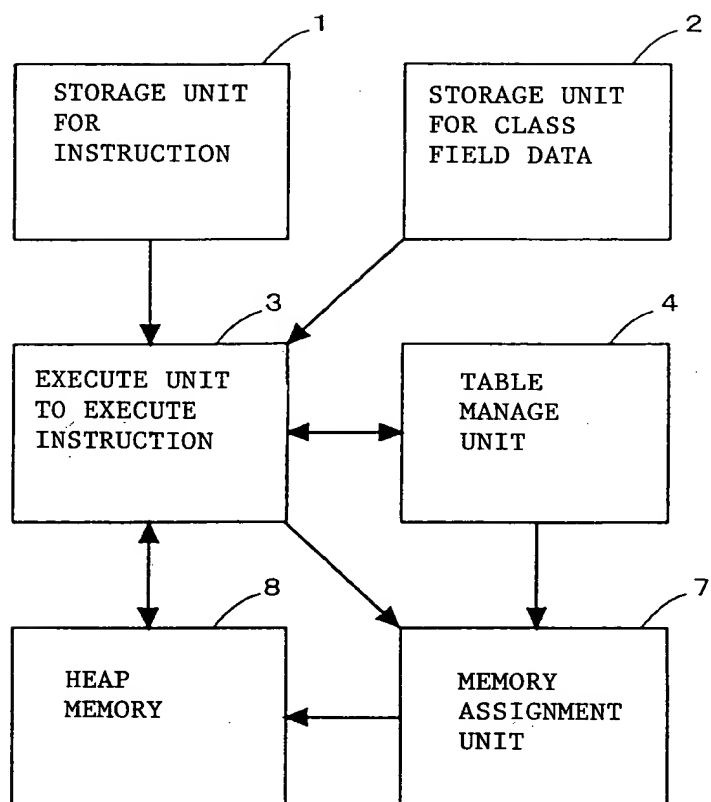 1
STORAGE UNIT
FOR
INSTRUCTION
2
STORAGE UNIT
FOR CLASS
FIELD DATA
3
EXECUTE UNIT
TO EXECUTE
INSTRUCTION
4
TABLE
MANAGE
UNIT
8
HEAP
MEMORY
7
MEMORY
ASSIGNMENT
UNIT